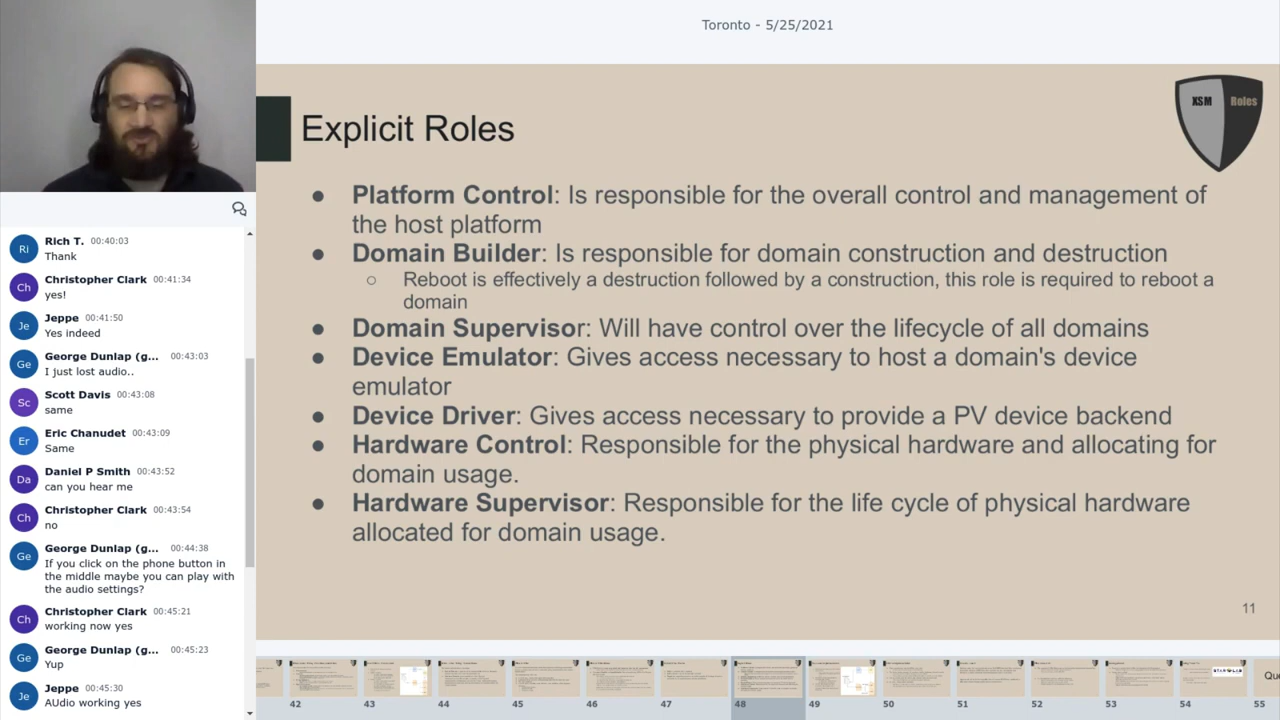 Toronto - 5/25/2021
XSM Roles
Explicit Roles
● Platform Control: Is responsible for the overall control and management of
the host platform
● Domain Builder: Is responsible for domain construction and destruction
○ Reboot is effectively a destruction followed by a construction, this role is required to reboot a
domain
● Domain Supervisor: Will have control over the lifecycle of all domains
● Device Emulator: Gives access necessary to host a domain's device
emulator
● Device Driver: Gives access necessary to provide a PV device backend
● Hardware Control: Responsible for the physical hardware and allocating for
domain usage.
● Hardware Supervisor: Responsible for the life cycle of physical hardware
allocated for domain usage.
11
Ri Rich T. 00:40:03
Thank
Ch Christopher Clark 00:41:34
yes!
Je Jeppe 00:41:50
Yes indeed
Ge George Dunlap (g... 00:43:03
I just lost audio..
Sc Scott Davis 00:43:08
same
Er Eric Chanudet 00:43:09
Same
Da Daniel P Smith 00:43:52
can you hear me
Ch Christopher Clark 00:43:54
no
Ge George Dunlap (g... 00:44:38
If you click on the phone button in
the middle maybe you can play with
the audio settings?
Ch Christopher Clark 00:45:21
working now yes
Ge George Dunlap (g... 00:45:23
Yup
Je Jeppe 00:45:30
AUdio working yes
42 43 44 45 46 47 48 49 50 51 52 53 54 55